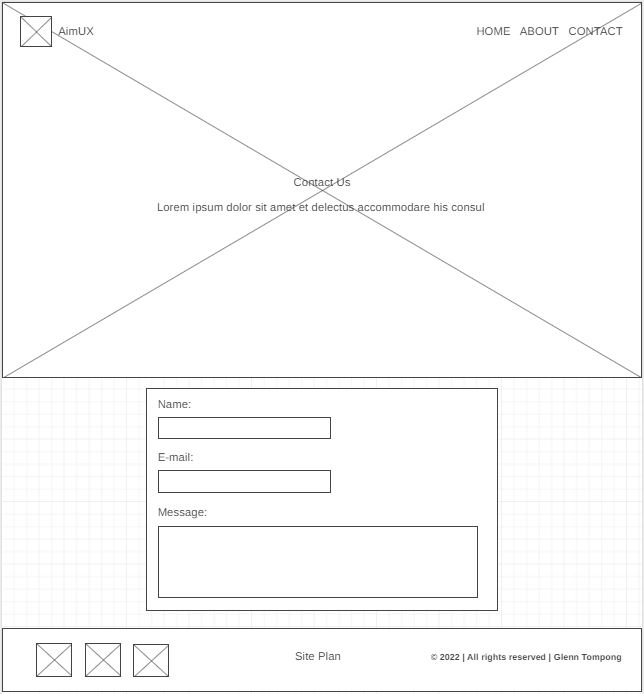 AimUX
HOME ABOUT CONTACT
Contact Us
Lorem ipsum dolor sit amet et delectus accommodare his consul
Name:
E-mail:
Message:
Site Plan
© 2022 | All rights reserved | Glenn Tompong